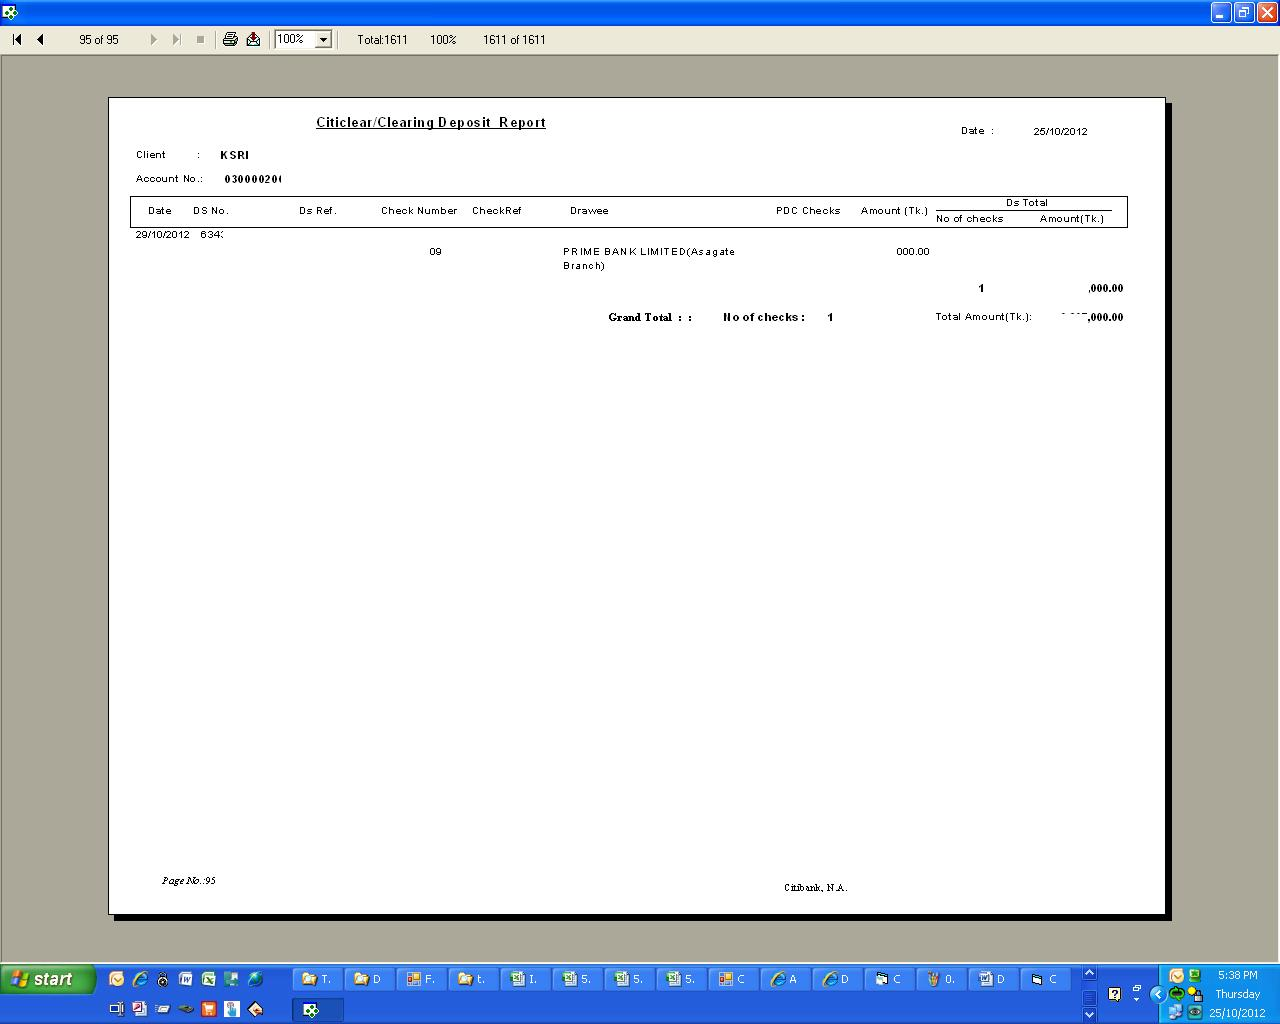 95 of 95 100% Total:1611 100% 1611 of 1611
Citiclear/Clearing Deposit Report
Date : 25/10/2012
Client : KSRI
Account No.:
Ds Total
Date DS No. Ds Ref. Check Number CheckRef Drawee PDC Checks Amount (Tk.)
No of checks Amount(Tk.)
29/10/2012
09 PRIME BANK LIMITED(Asagate 000.00
Branch)
1 ,000.00
Grand Total : : No of checks: 1 Total Amount(Tk.): ,000.00
Page No.:95
Citibank, N.A.
start T. D F. t. I. 5. 5. 5. C A D C 0. D C
5:38 PM
Thursday
25/10/2012